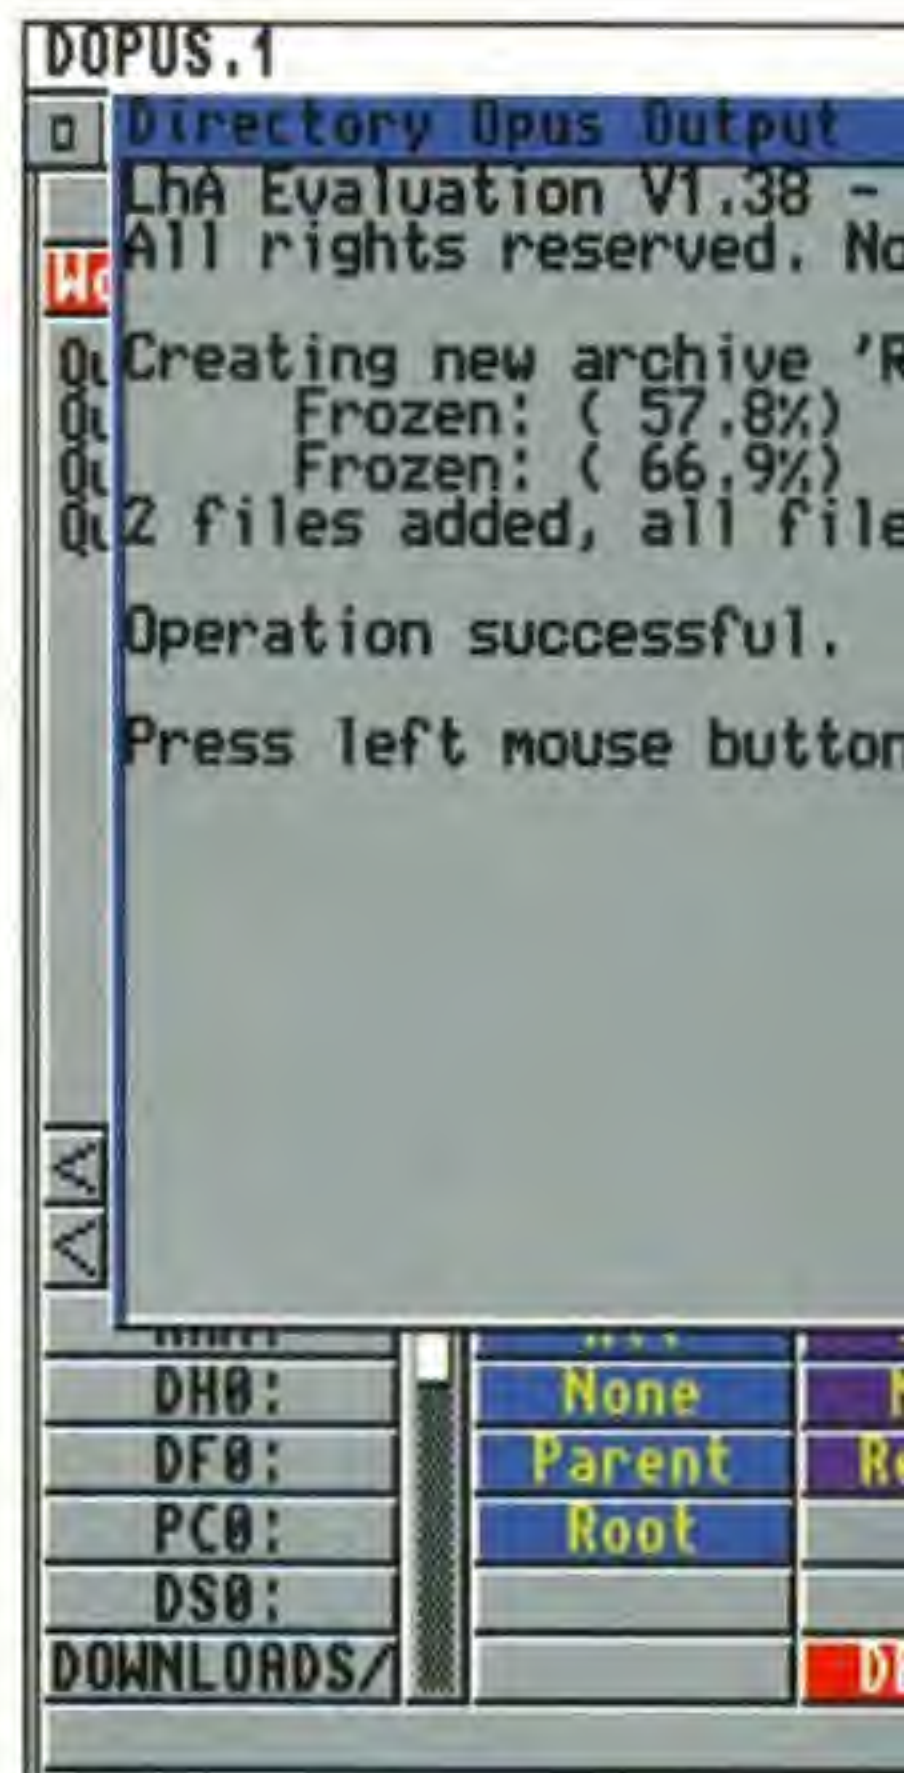 DOPUS.1
Directory Opus Output
LhA Evaluation V1.38 -
All rights reserved. No
Creating new archive 'R
Frozen: ( 57.8%)
Frozen: ( 66.9%)
2 files added, all file
Operation successful.
Press left mouse button
DH0:
None
DF0:
Parent
PC0:
Root
DS0:
DOWNLOADS/